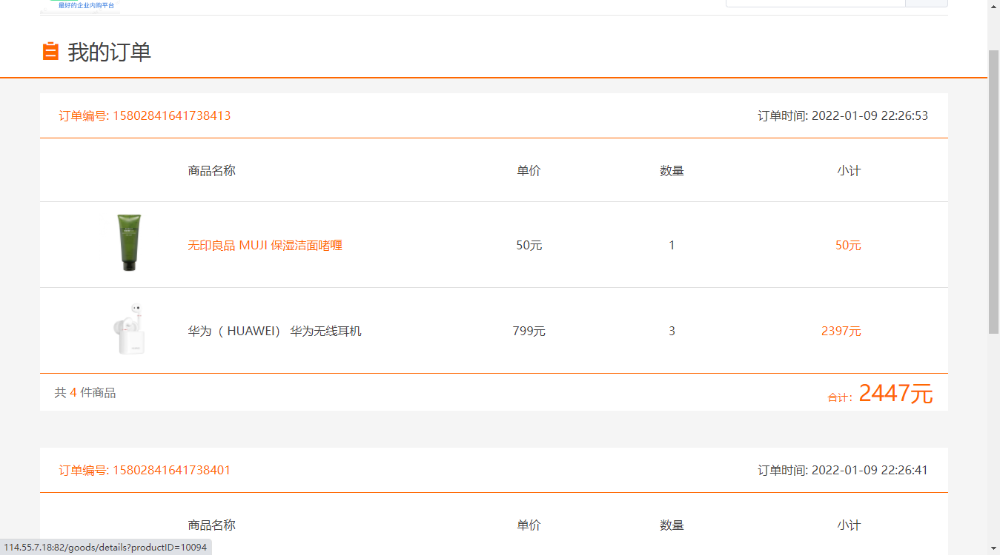 最好的企业内购平台
我的订单
订单编号: 15802841641738413 订单时间: 2022-01-09 22:26:53
商品名称 单价 数量 小计
无印良品 MUJI 保湿洁面啫喱 50元 1 50元
华为（ HUAWEI） 华为无线耳机 799元 3 2397元
共 4 件商品 合计：2447元
订单编号: 15802841641738401 订单时间: 2022-01-09 22:26:41
商品名称 单价 数量 小计
114.55.7.18:82/goods/details?productID=10094